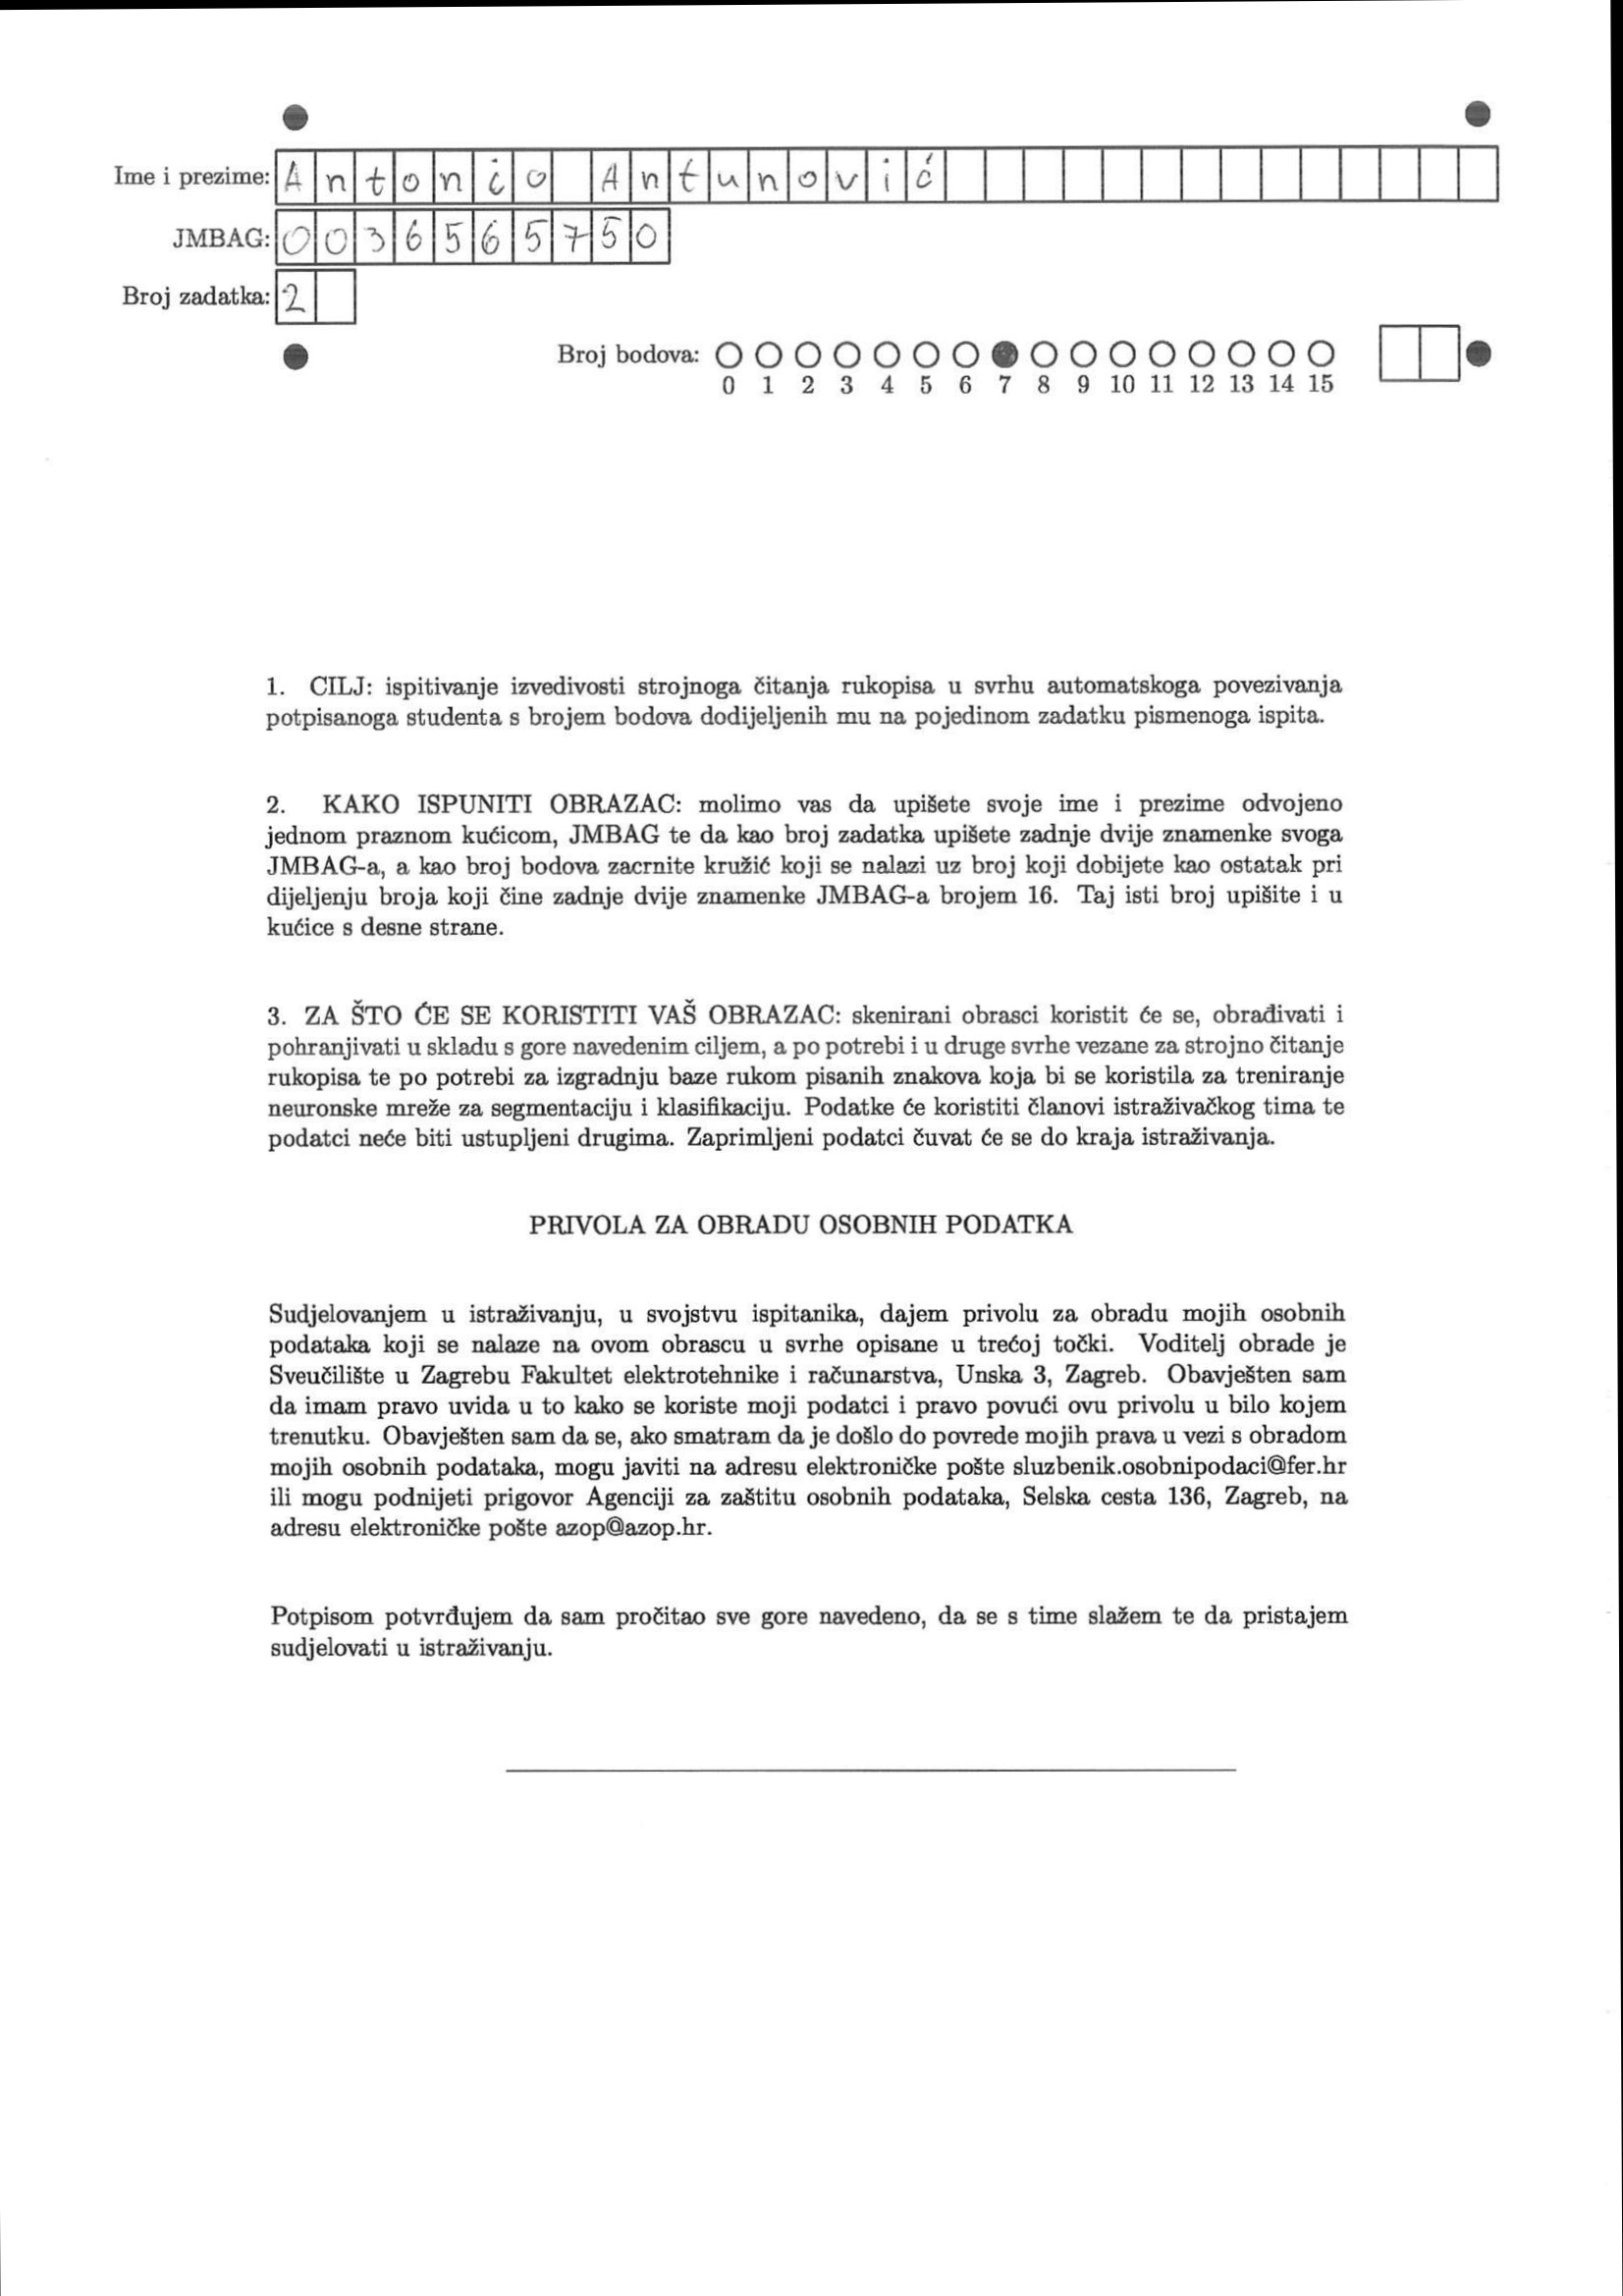 Ime i prezime: Antonio Antunović
JMBAG: 0036565750
Broj zadatka: 2
Broj bodova:
0 1 2 3 4 5 6 7 8 9 10 11 12 13 14 15
1. CILJ: ispitivanje izvedivosti strojnoga čitanja rukopisa u svrhu automatskoga povezivanja
potpisanoga studenta s brojem bodova dodijeljenih mu na pojedinom zadatku pismenoga ispita.
2. KAKO ISPUNITI OBRAZAC: molimo vas da upišete svoje ime i prezime odvojeno
jednom praznom kućicom, JMBAG te da kao broj zadatka upišete zadnje dvije znamenke svoga
JMBAG-a, a kao broj bodova zacrnite kružić koji se nalazi uz broj koji dobijete kao ostatak pri
dijeljenju broja koji čine zadnje dvije znamenke JMBAG-a brojem 16. Taj isti broj upišite i u
kućice s desne strane.
3. ZA ŠTO ĆE SE KORISTITI VAŠ OBRAZAC: skenirani obrasci koristit će se, obrađivati i
pohranjivati u skladu s gore navedenim ciljem, a po potrebi i u druge svrhe vezane za strojno čitanje
rukopisa te po potrebi za izgradnju baze rukom pisanih znakova koja bi se koristila za treniranje
neuronske mreže za segmentaciju i klasifikaciju. Podatke će koristiti članovi istraživačkog tima te
podatci neće biti ustupljeni drugima. Zaprimljeni podatci čuvat će se do kraja istraživanja.
PRIVOLA ZA OBRADU OSOBNIH PODATKA
Sudjelovanjem u istraživanju, u svojstvu ispitanika, dajem privolu za obradu mojih osobnih
podataka koji se nalaze na ovom obrascu u svrhe opisane u trećoj točki. Voditelj obrade je
Sveučilište u Zagrebu Fakultet elektrotehnike i računarstva, Unska 3, Zagreb. Obavješten sam
da imam pravo uvida u to kako se koriste moji podatci i pravo povući ovu privolu u bilo kojem
trenutku. Obavješten sam da se, ako smatram da je došlo do povrede mojih prava u vezi s obradom
mojih osobnih podataka, mogu javiti na adresu elektroničke pošte sluzbenik.osobnipodaci@fer.hr
ili mogu podnijeti prigovor Agenciji za zaštitu osobnih podataka, Selska cesta 136, Zagreb, na
adresu elektroničke pošte azop@azop.hr.
Potpisom potvrđujem da sam pročitao sve gore navedeno, da se s time slažem te da pristajem
sudjelovati u istraživanju.